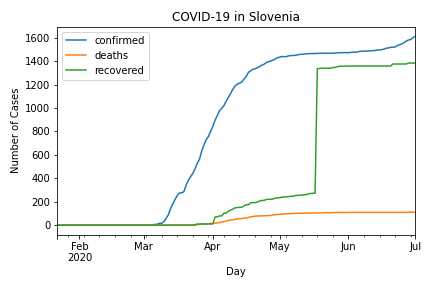 COVID-19 in Slovenia
confirmed
deaths
recovered
Number of Cases
1600
1400
1200
1000
800
600
400
200
0
Feb Mar Apr May Jun Jul
2020
Day